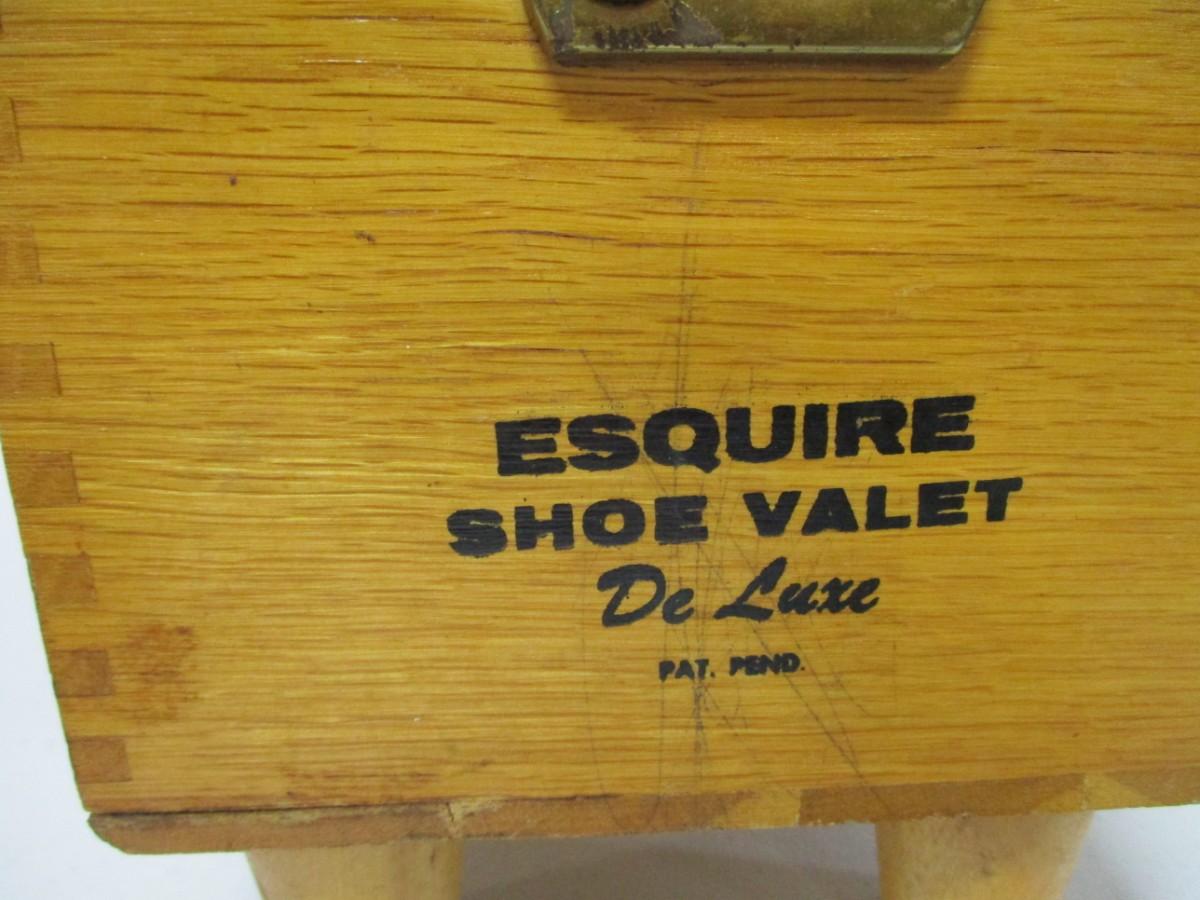 ESQUIRE
SHOE VALET
De Luxe
PAT. PEND.